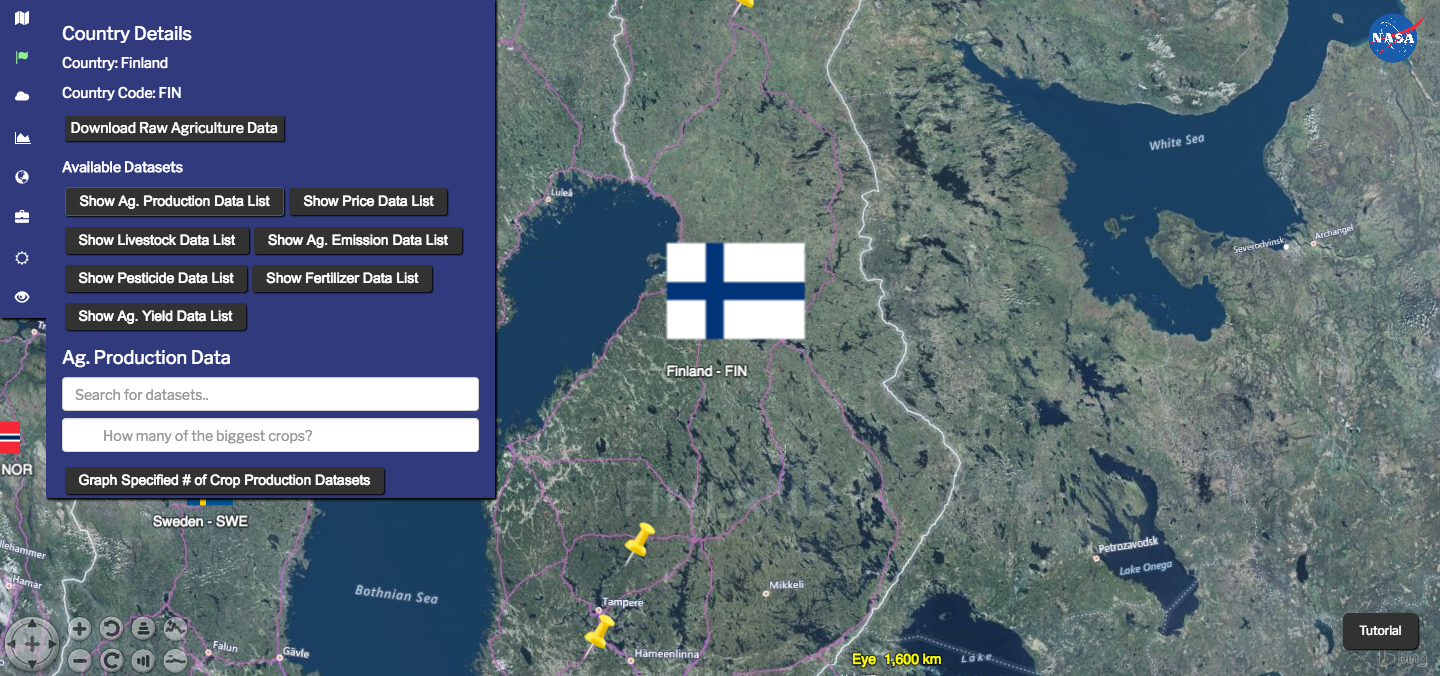 Country Details
Country: Finland
Country Code: FIN
Download Raw Agriculture Data
Available Datasets
Show Ag. Production Data List
Show Price Data List
Show Livestock Data List
Show Ag. Emission Data List
Show Pesticide Data List
Show Fertilizer Data List
Show Ag. Yield Data List
Ag. Production Data
Search for datasets..
How many of the biggest crops?
Graph Specified # of Crop Production Datasets
NASA
White Sea
Luleå
Severodvinsk
Archangel
Finland - FIN
NOR
Sweden - SWE
Hamar
Bothnian Sea
Petrozavodsk
Lake Onega
Mikkeli
Tampere
Tutorial
Falun
Gävle
Hämeenlinna
Eye 1,600 km
Lake
bing